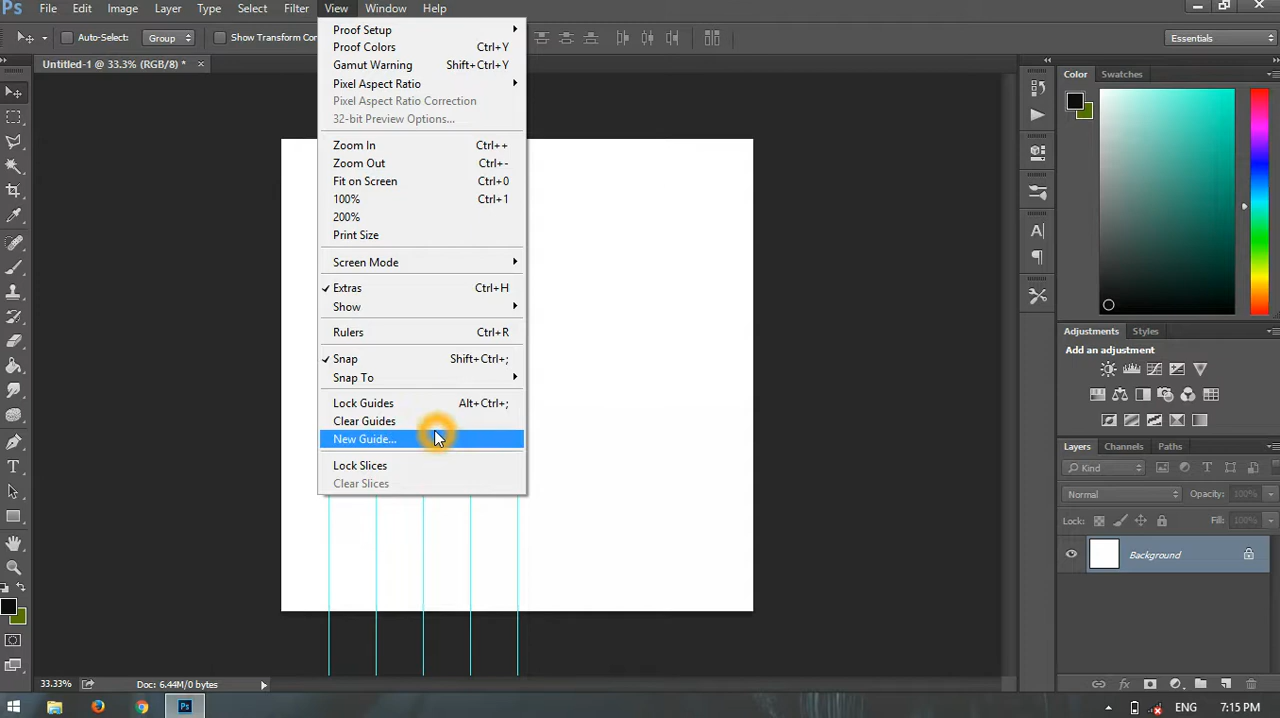 Ps File Edit Image Layer Type Select Filter View Window Help
Auto-Select: Group Show Transform Con Essentials
Untitled-1 @ 33.3% (RGB/8) * ×
Proof Setup
Proof Colors Ctrl+Y
Gamut Warning Shift+Ctrl+Y
Pixel Aspect Ratio
Pixel Aspect Ratio Correction
32-bit Preview Options...
Zoom In Ctrl++
Zoom Out Ctrl+-
Fit on Screen Ctrl+0
100% Ctrl+1
200%
Print Size
Screen Mode
Extras Ctrl+H
Show
Rulers Ctrl+R
Snap Shift+Ctrl+;
Snap To
Lock Guides Alt+Ctrl+;
Clear Guides
New Guide...
Lock Slices
Clear Slices
Color Swatches
Adjustments Styles
Add an adjustment
Layers Channels Paths
Kind
Normal Opacity: 100%
Lock: Fill: 100%
Background
33.33% Doc: 6.44M/0 bytes
Ps ENG 7:15 PM